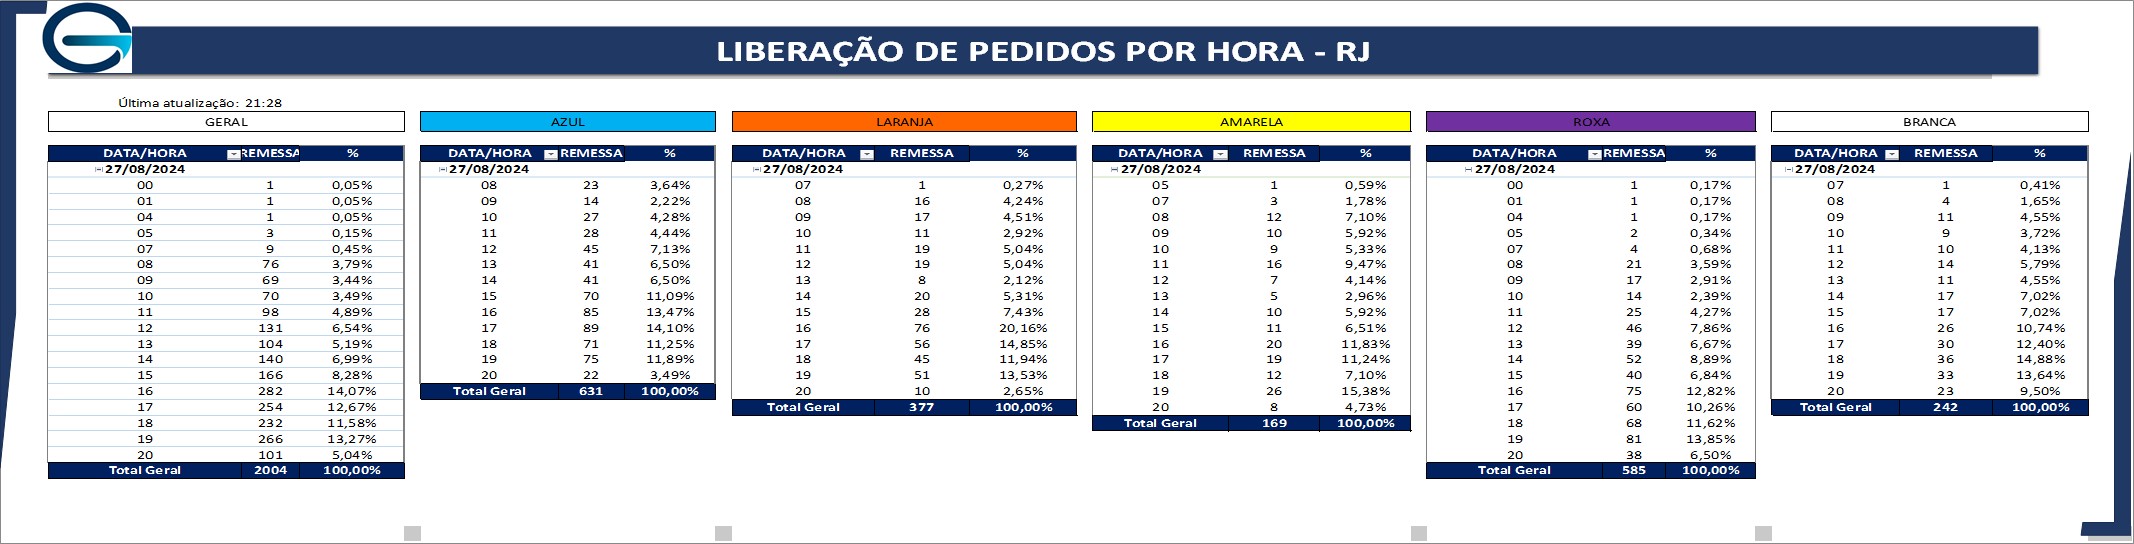 LIBERAÇÃO DE PEDIDOS POR HORA - RJ
Última atualização: 21:28
GERAL
DATA/HORA REMESSA %
27/08/2024
00 1 0,05%
01 1 0,05%
04 1 0,05%
05 3 0,15%
07 9 0,45%
08 76 3,79%
09 69 3,44%
10 70 3,49%
11 98 4,89%
12 131 6,54%
13 104 5,19%
14 140 6,99%
15 166 8,28%
16 282 14,07%
17 254 12,67%
18 232 11,58%
19 266 13,27%
20 101 5,04%
Total Geral 2004 100,00%
AZUL
DATA/HORA REMESSA %
27/08/2024
08 23 3,64%
09 14 2,22%
10 27 4,28%
11 28 4,44%
12 45 7,13%
13 41 6,50%
14 41 6,50%
15 70 11,09%
16 85 13,47%
17 89 14,10%
18 71 11,25%
19 75 11,89%
20 22 3,49%
Total Geral 631 100,00%
LARANJA
DATA/HORA REMESSA %
27/08/2024
07 1 0,27%
08 16 4,24%
09 17 4,51%
10 11 2,92%
11 19 5,04%
12 19 5,04%
13 8 2,12%
14 20 5,31%
15 28 7,43%
16 76 20,16%
17 56 14,85%
18 45 11,94%
19 51 13,53%
20 10 2,65%
Total Geral 377 100,00%
AMARELA
DATA/HORA REMESSA %
27/08/2024
05 1 0,59%
07 3 1,78%
08 12 7,10%
09 10 5,92%
10 9 5,33%
11 16 9,47%
12 7 4,14%
13 5 2,96%
14 10 5,92%
15 11 6,51%
16 20 11,83%
17 19 11,24%
18 12 7,10%
19 26 15,38%
20 8 4,73%
Total Geral 169 100,00%
ROXA
DATA/HORA REMESSA %
27/08/2024
00 1 0,17%
01 1 0,17%
04 1 0,17%
05 2 0,34%
07 4 0,68%
08 21 3,59%
09 17 2,91%
10 14 2,39%
11 25 4,27%
12 46 7,86%
13 39 6,67%
14 52 8,89%
15 40 6,84%
16 75 12,82%
17 60 10,26%
18 68 11,62%
19 81 13,85%
20 38 6,50%
Total Geral 585 100,00%
BRANCA
DATA/HORA REMESSA %
27/08/2024
07 1 0,41%
08 4 1,65%
09 11 4,55%
10 9 3,72%
11 10 4,13%
12 14 5,79%
13 11 4,55%
14 17 7,02%
15 17 7,02%
16 26 10,74%
17 30 12,40%
18 36 14,88%
19 33 13,64%
20 23 9,50%
Total Geral 242 100,00%